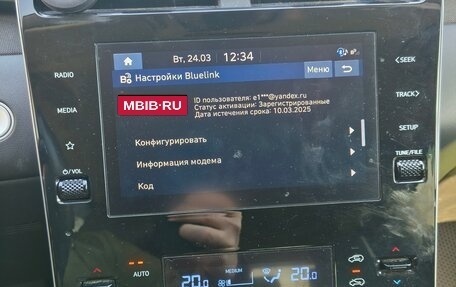 Вт, 24.03 12:34
Настройки Bluelink
Меню
MBIB·RU
ID пользователя: e1***@yandex.ru
Статус активации: Зарегистрированные
Дата истечения срока: 10.03.2025
Конфигурировать
Информация модема
Код
RADIO
MEDIA
⏻/VOL
< SEEK
TRACK >
SETUP
TUNE/FILE
AUTO
20.0
MEDIUM
20.0